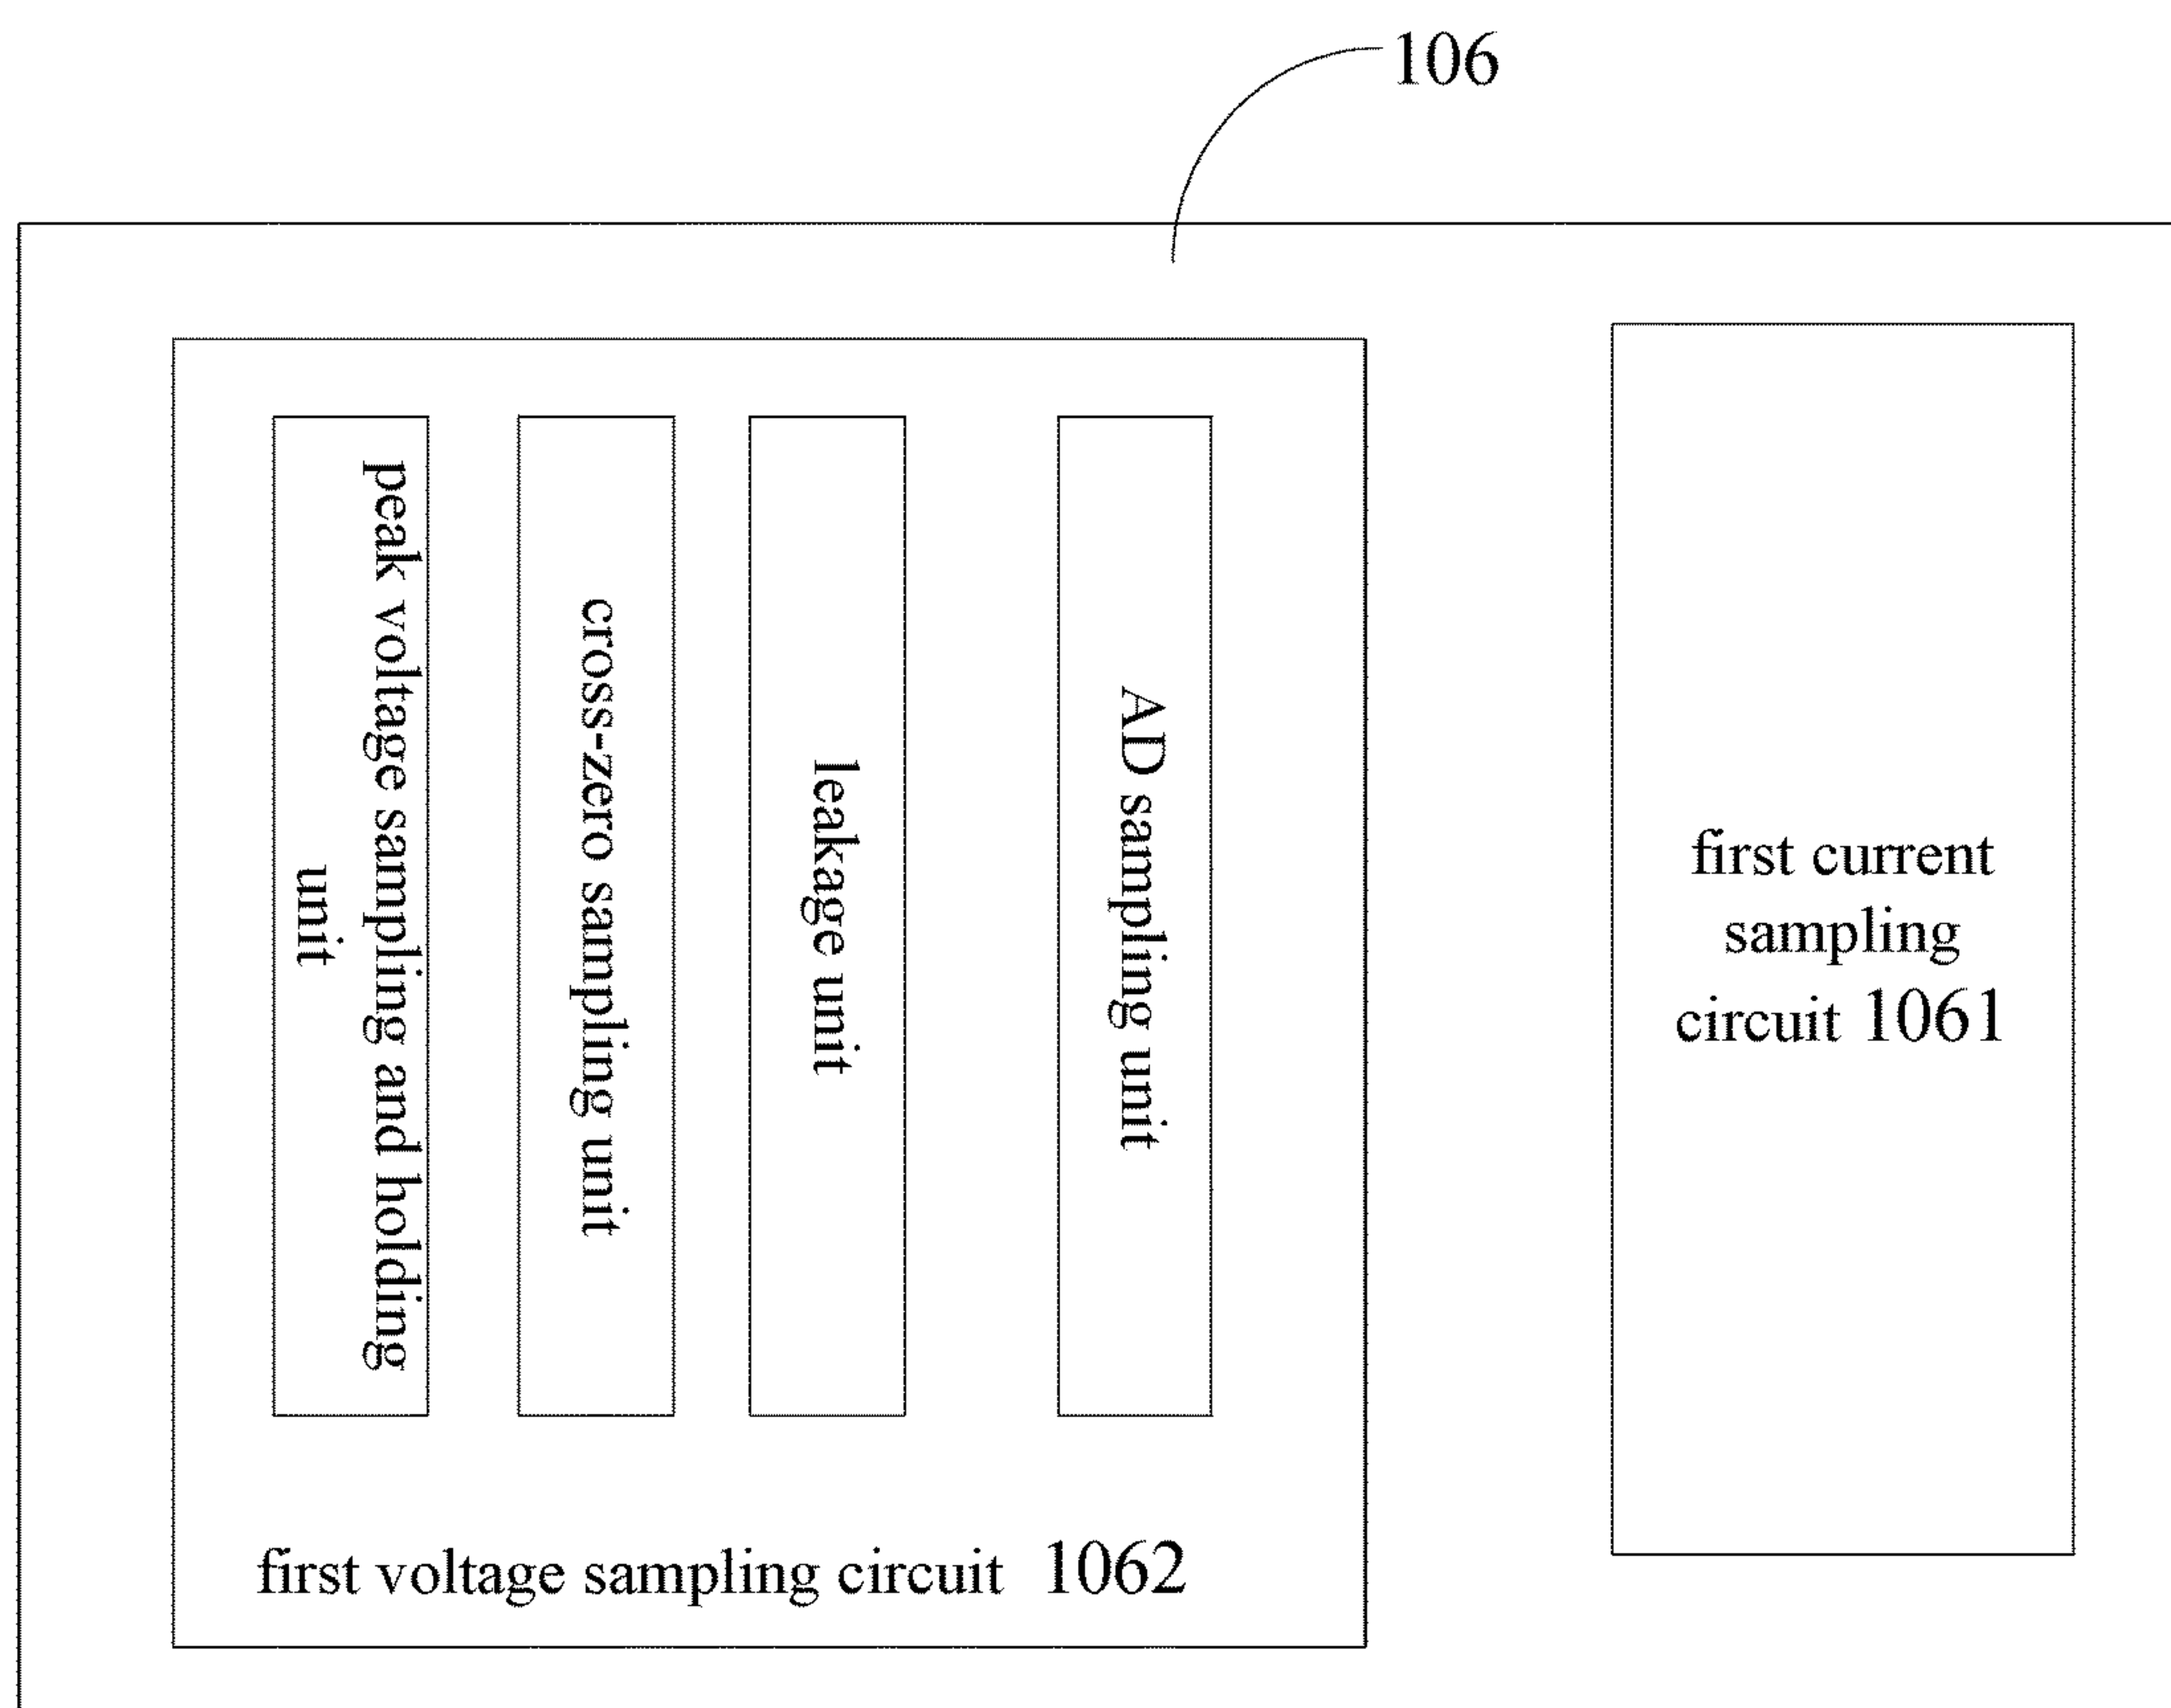 106
peak voltage sampling and holding
unit
cross-zero sampling unit
leakage unit
AD sampling unit
first voltage sampling circuit 1062
first current
sampling
circuit 1061